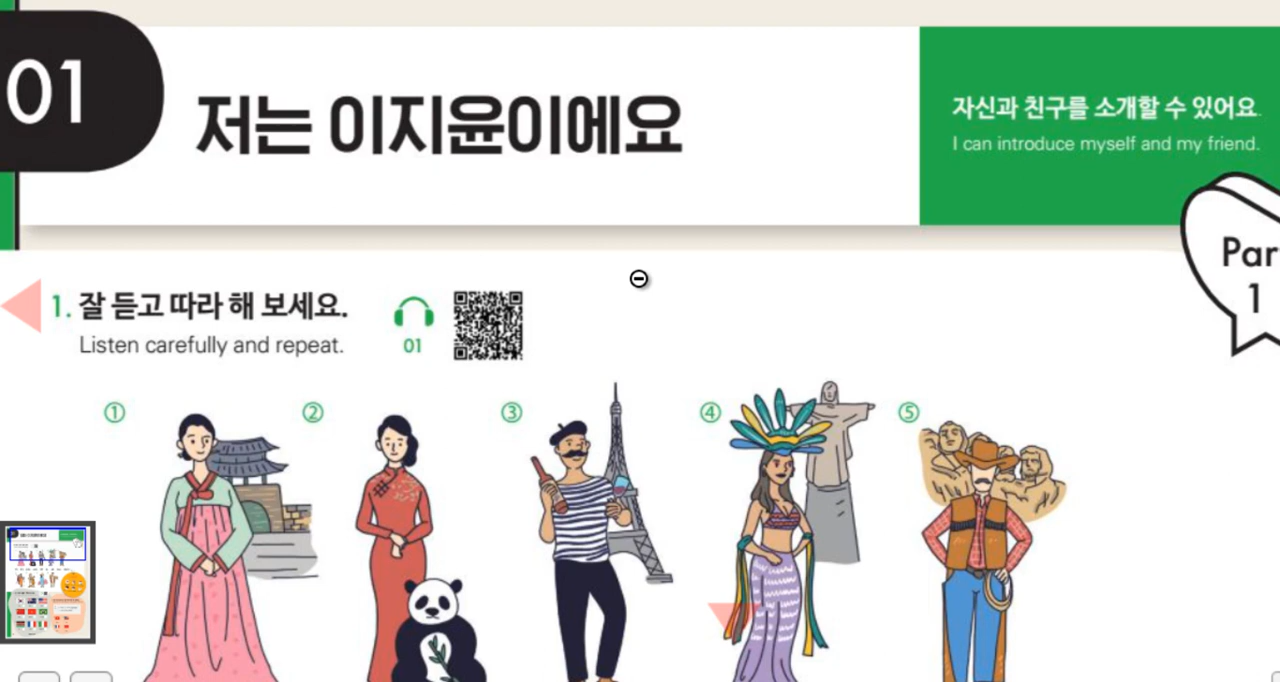 01
저는 이지윤이에요
자신과 친구를 소개할 수 있어요.
I can introduce myself and my friend.
1. 잘 듣고 따라 해 보세요.
Listen carefully and repeat.
01
① ② ③ ④ ⑤
1